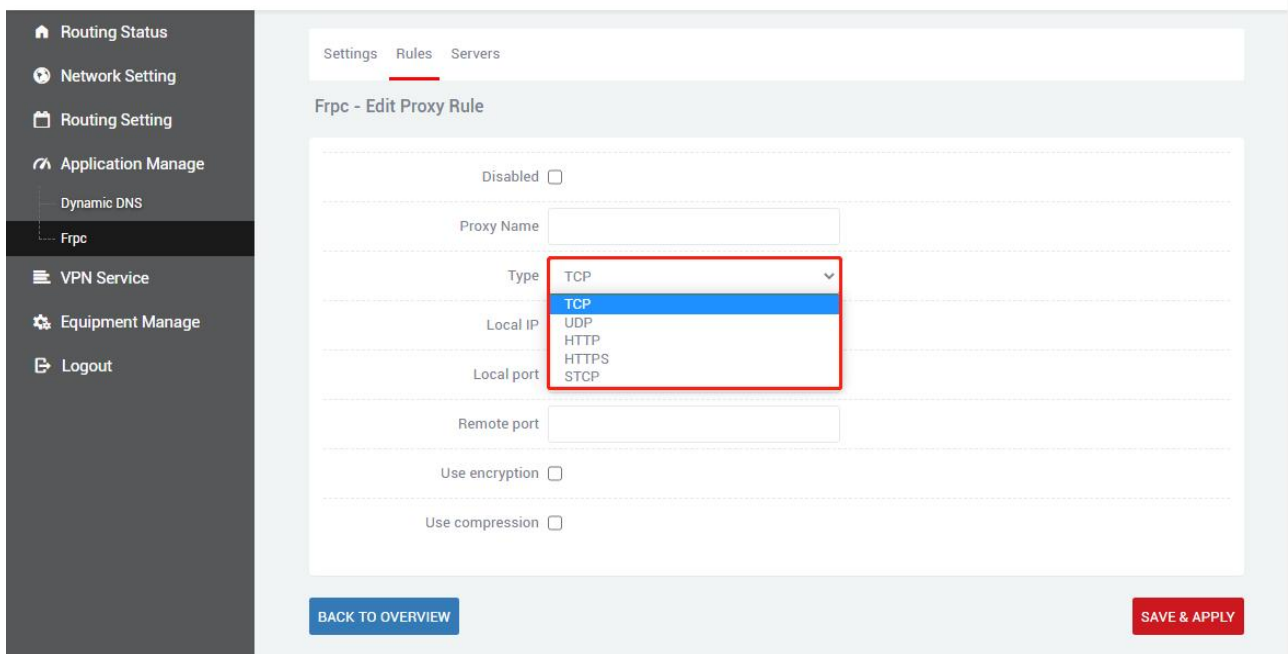 Routing Status
Network Setting
Routing Setting
Application Manage
Dynamic DNS
Frpc
VPN Service
Equipment Manage
Logout
Settings Rules Servers
Frpc - Edit Proxy Rule
Disabled
Proxy Name
Type TCP
TCP
UDP
Local IP
HTTP
HTTPS
Local port
STCP
Remote port
Use encryption
Use compression
BACK TO OVERVIEW
SAVE & APPLY